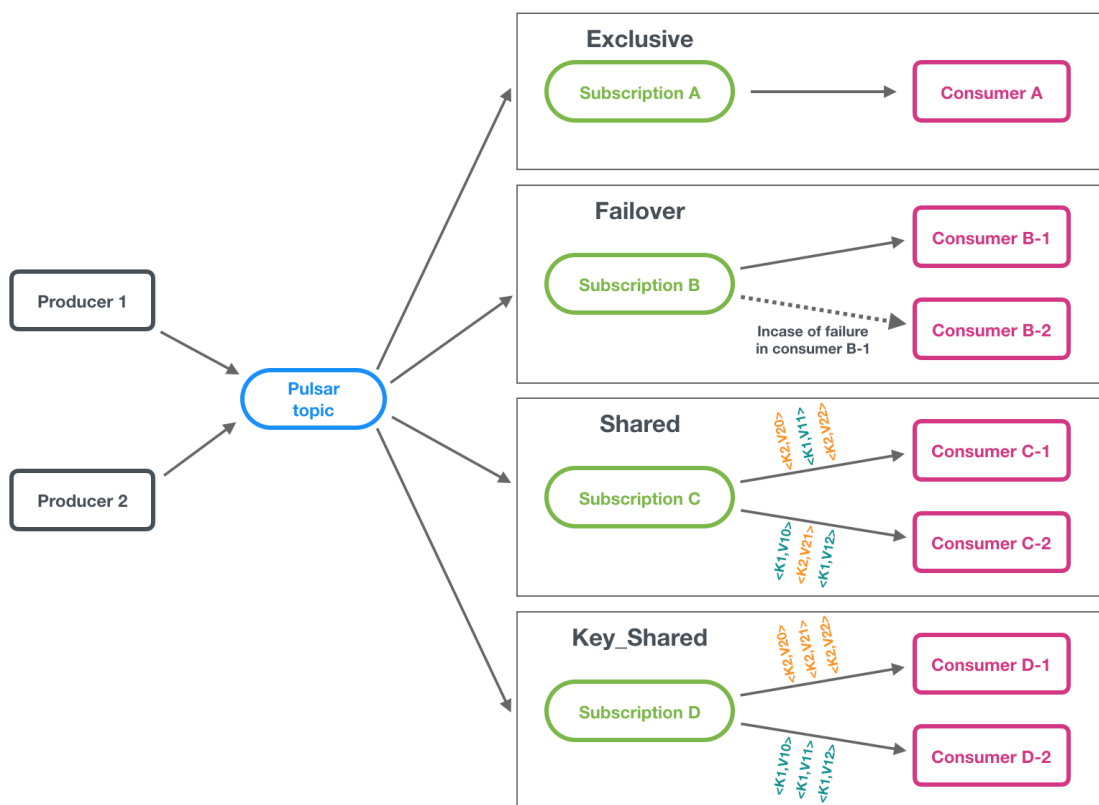 Exclusive
Subscription A
Consumer A
Failover
Subscription B
Consumer B-1
Incase of failure
in consumer B-1
Consumer B-2
Producer 1
Pulsar
topic
Producer 2
Shared
<K2,V20>
<K1,V11>
<K2,V22>
Subscription C
Consumer C-1
<K1,V10>
<K2,V21>
<K1,V12>
Consumer C-2
Key_Shared
<K2,V20>
<K2,V21>
<K2,V22>
Subscription D
Consumer D-1
<K1,V10>
<K1,V11>
<K1,V12>
Consumer D-2